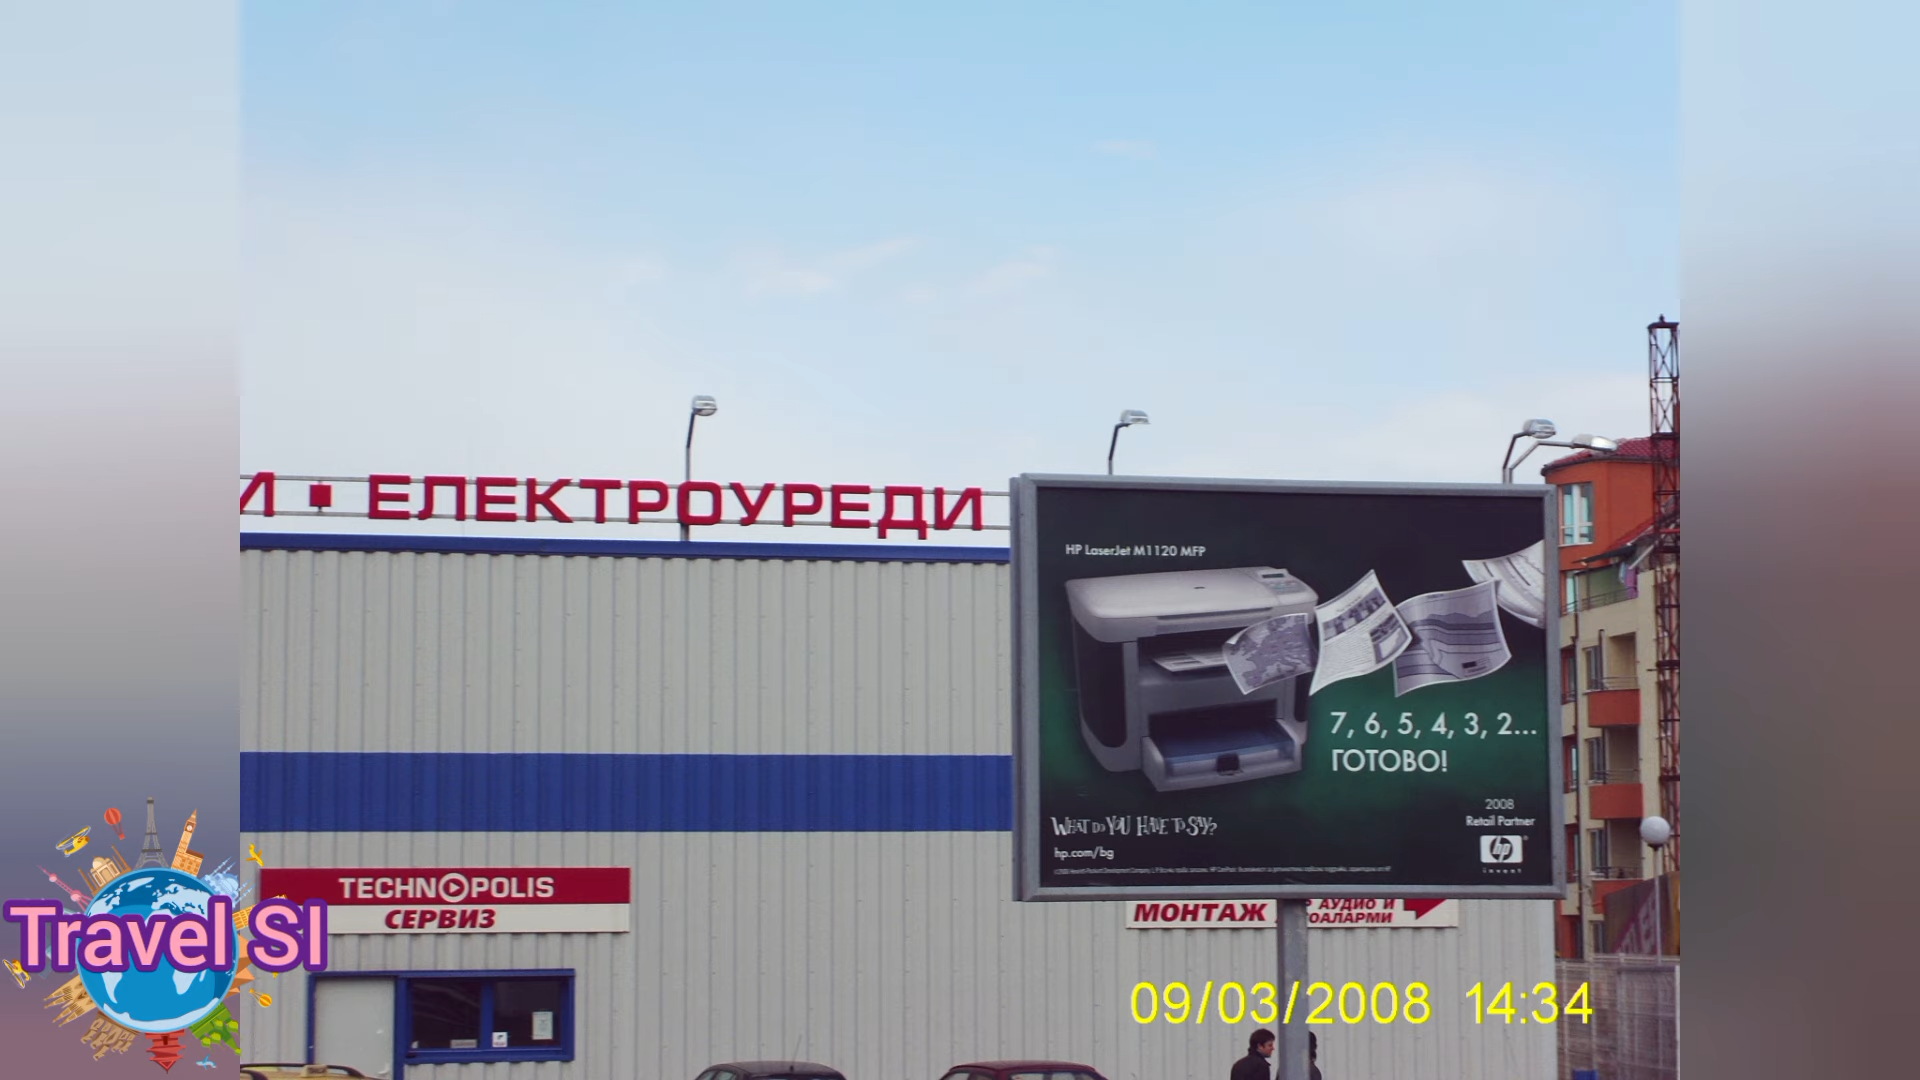 И ▪ ЕЛЕКТРОУРЕДИ
HP LaserJet M1120 MFP
7, 6, 5, 4, 3, 2...
ГОТОВО!
2008
Retail Partner
WHAT DO YOU HAVE TO SAY?
hp.com/bg
hp
invent
TECHNOPOLIS
СЕРВИЗ
МОНТАЖ
АУДИО И
Travel SI
09/03/2008 14:34